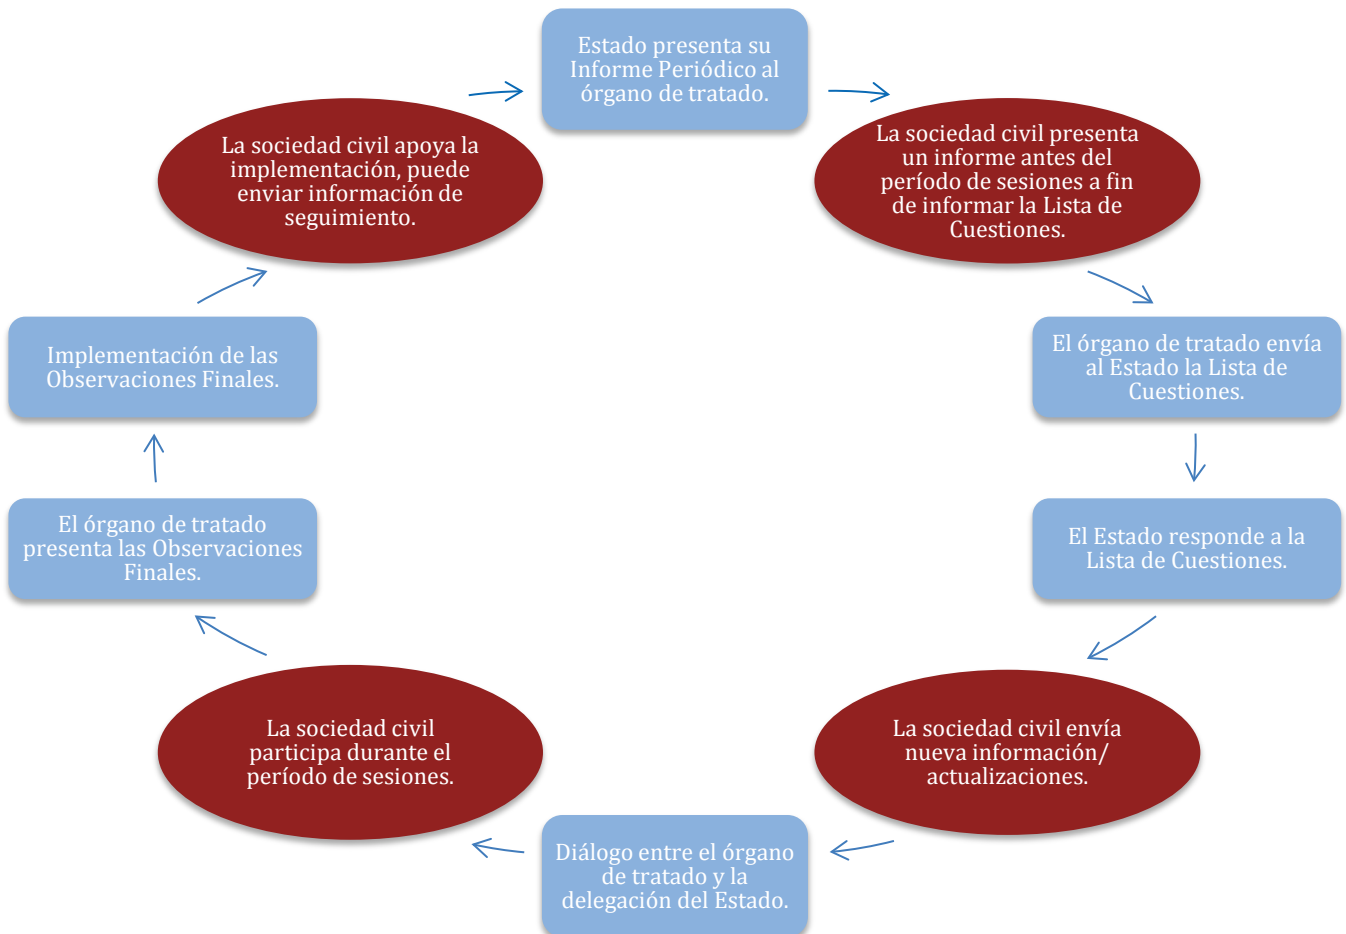 Estado presenta su
Informe Periódico al
órgano de tratado.
La sociedad civil presenta
un informe antes del
período de sesiones a fin
de informar la Lista de
Cuestiones.
El órgano de tratado envía
al Estado la Lista de
Cuestiones.
El Estado responde a la
Lista de Cuestiones.
La sociedad civil envía
nueva información/
actualizaciones.
Diálogo entre el órgano
de tratado y la
delegación del Estado.
La sociedad civil
participa durante el
período de sesiones.
El órgano de tratado
presenta las Observaciones
Finales.
Implementación de las
Observaciones Finales.
La sociedad civil apoya la
implementación, puede
enviar información de
seguimiento.